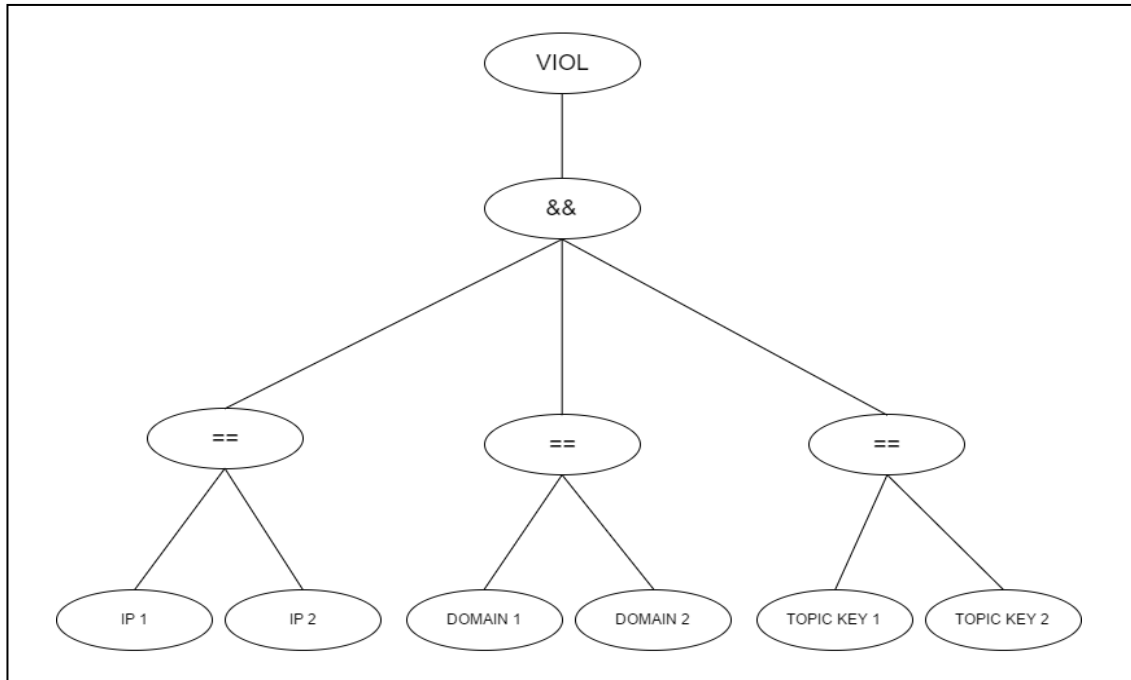 VIOL
&&
== == ==
IP 1 IP 2 DOMAIN 1 DOMAIN 2 TOPIC KEY 1 TOPIC KEY 2